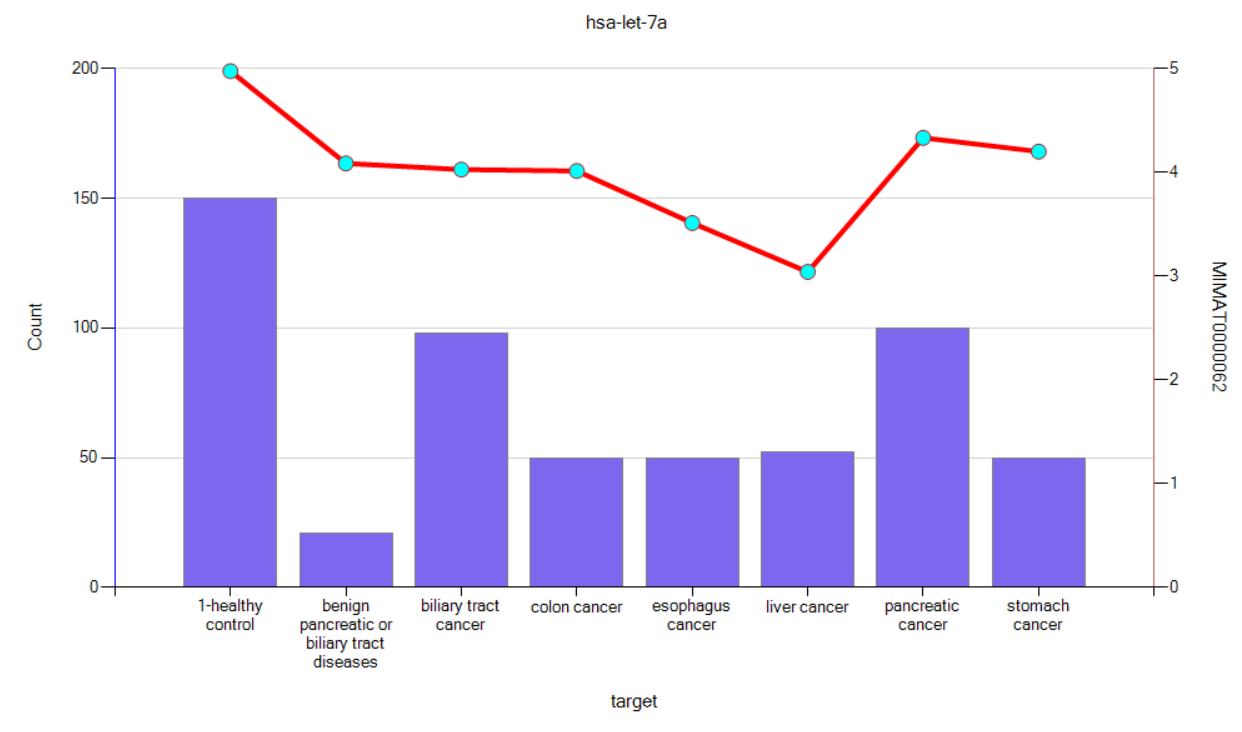 hsa-let-7a
200
150
100
50
0
Count
5
4
3
2
1
0
MIMAT0000062
1-healthy
control
benign
pancreatic or
biliary tract
diseases
biliary tract
cancer
colon cancer
esophagus
cancer
liver cancer
pancreatic
cancer
stomach
cancer
target